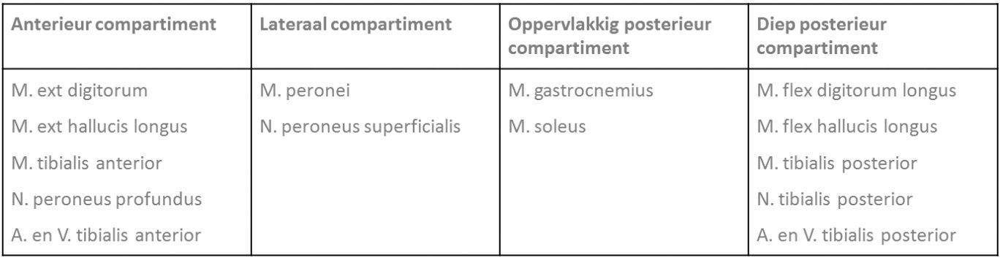 Anterieur compartiment
Lateraal compartiment
Oppervlakkig posterieur
compartiment
Diep posterieur
compartiment
M. ext digitorum
M. ext hallucis longus
M. tibialis anterior
N. peroneus profundus
A. en V. tibialis anterior
M. peronei
N. peroneus superficialis
M. gastrocnemius
M. soleus
M. flex digitorum longus
M. flex hallucis longus
M. tibialis posterior
N. tibialis posterior
A. en V. tibialis posterior